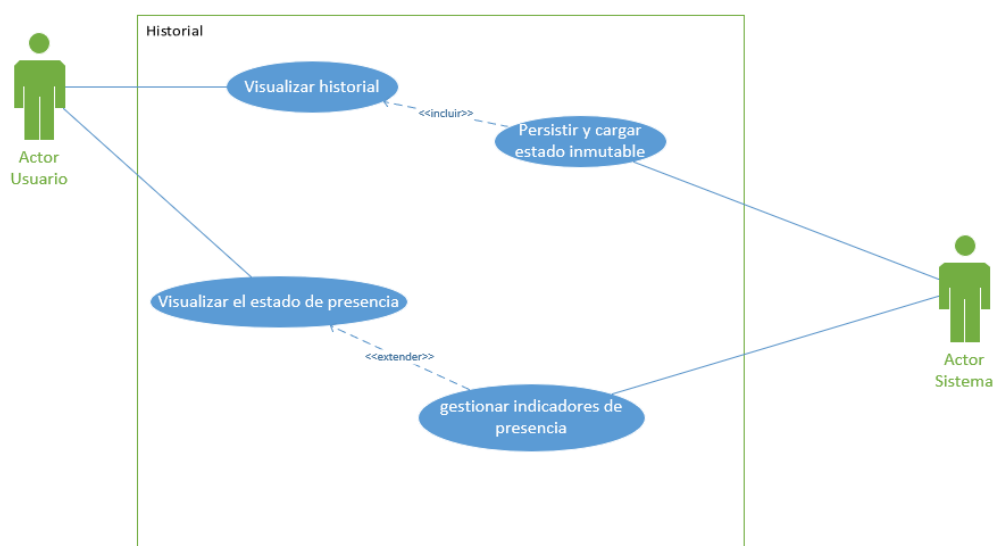 Historial
Visualizar historial
<<incluir>>
Persistir y cargar
estado inmutable
Actor
Usuario
Visualizar el estado de presencia
<<extender>>
gestionar indicadores de
presencia
Actor
Sistema